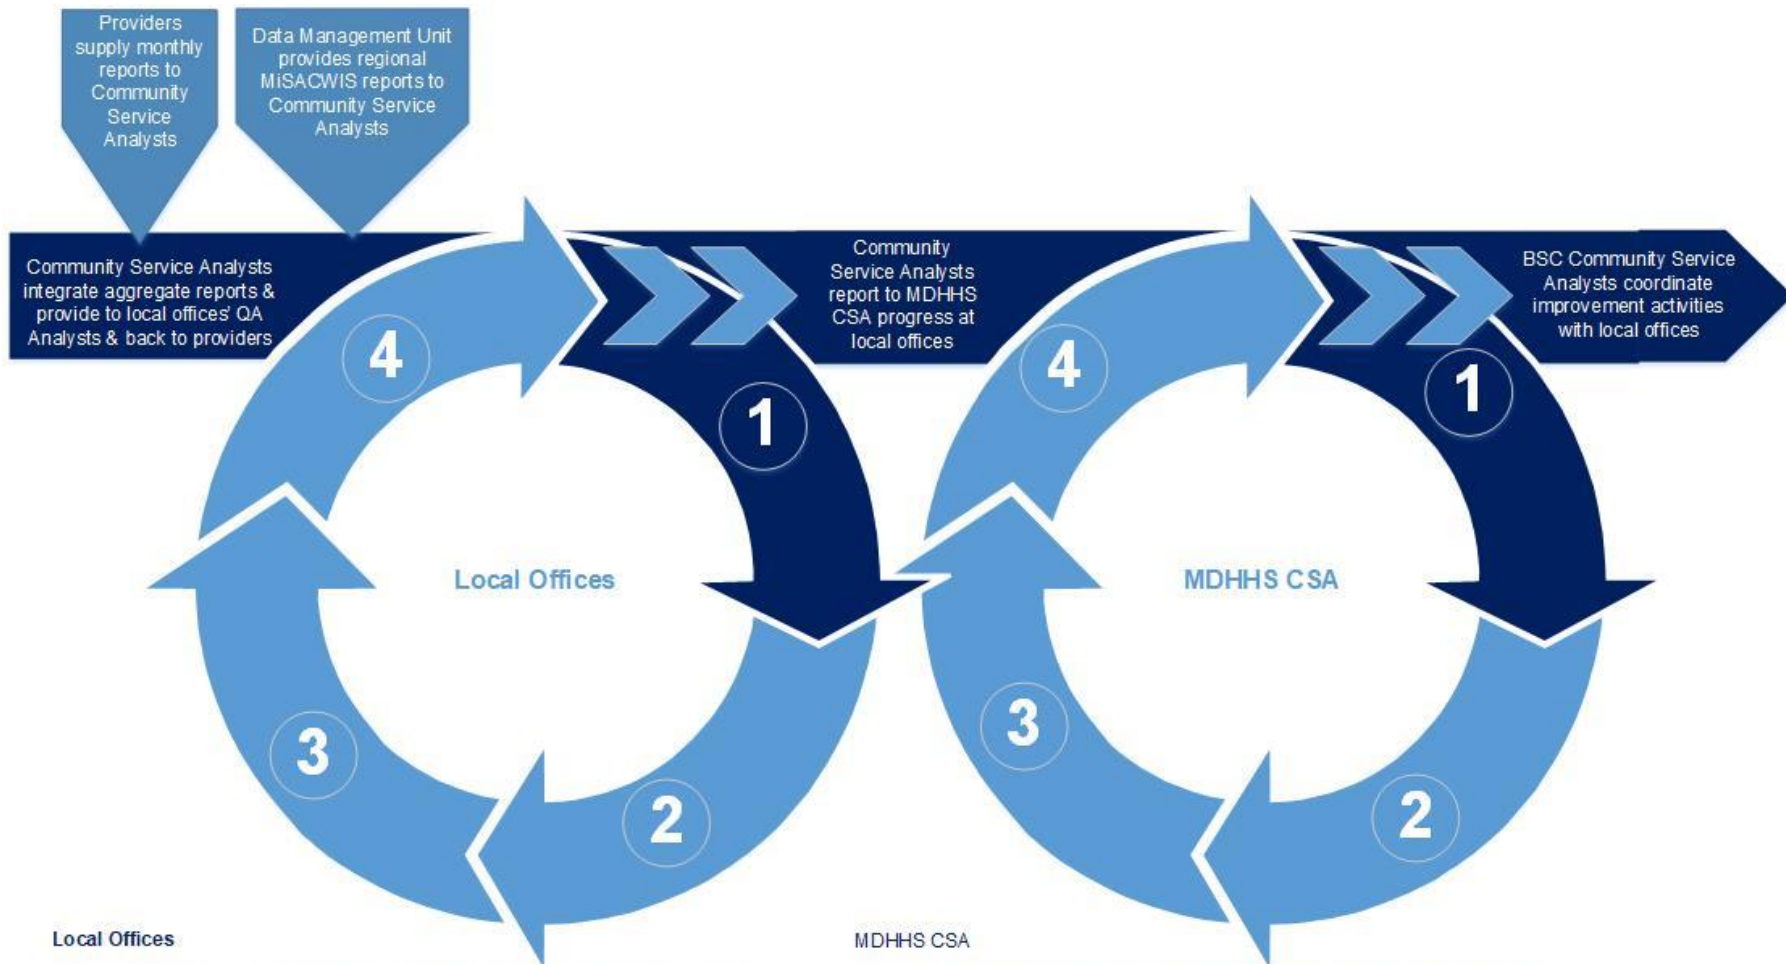 Providers
supply monthly
reports to
Community
Service
Analysts
Data Management Unit
provides regional
MiSACWIS reports to
Community Service
Analysts
Community Service Analysts
integrate aggregate reports &
provide to local offices' QA
Analysts & back to providers
Community
Service Analysts
report to MDHHS
CSA progress at
local offices
BSC Community Service
Analysts coordinate
improvement activities
with local offices
4
1
Local Offices
3
2
4
1
MDHHS CSA
3
2
Local Offices
MDHHS CSA